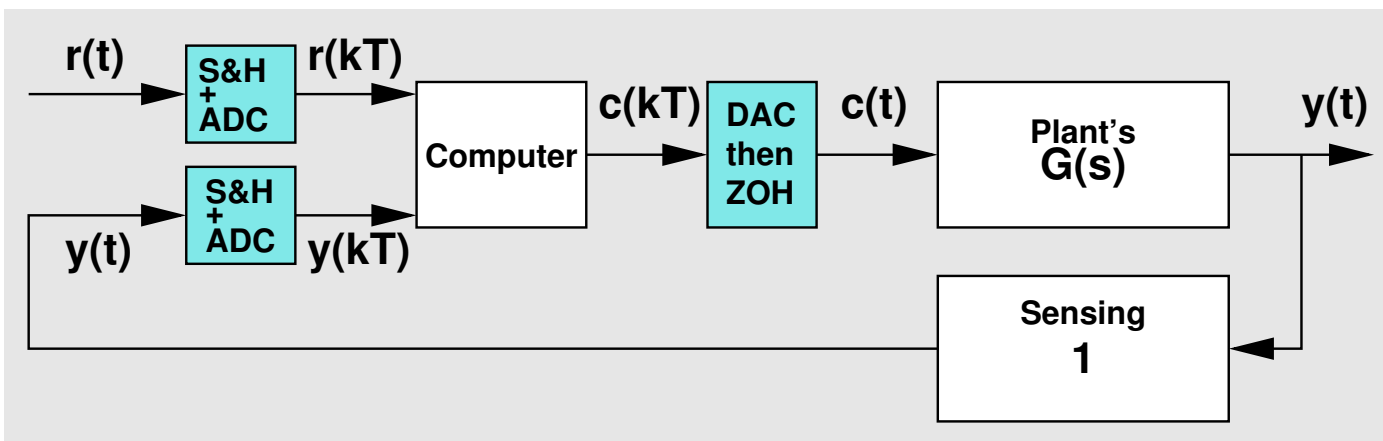 r(t)
S&H
+
ADC
r(kT)
Computer
c(kT)
DAC
then
ZOH
c(t)
Plant's
G(s)
y(t)
y(t)
S&H
+
ADC
y(kT)
Sensing
1